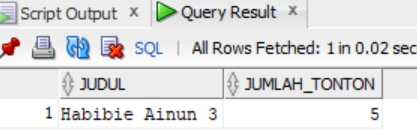 Script Output x Query Result x
SQL | All Rows Fetched: 1 in 0.02 sec
JUDUL JUMLAH_TONTON
1 Habibie Ainun 3 5